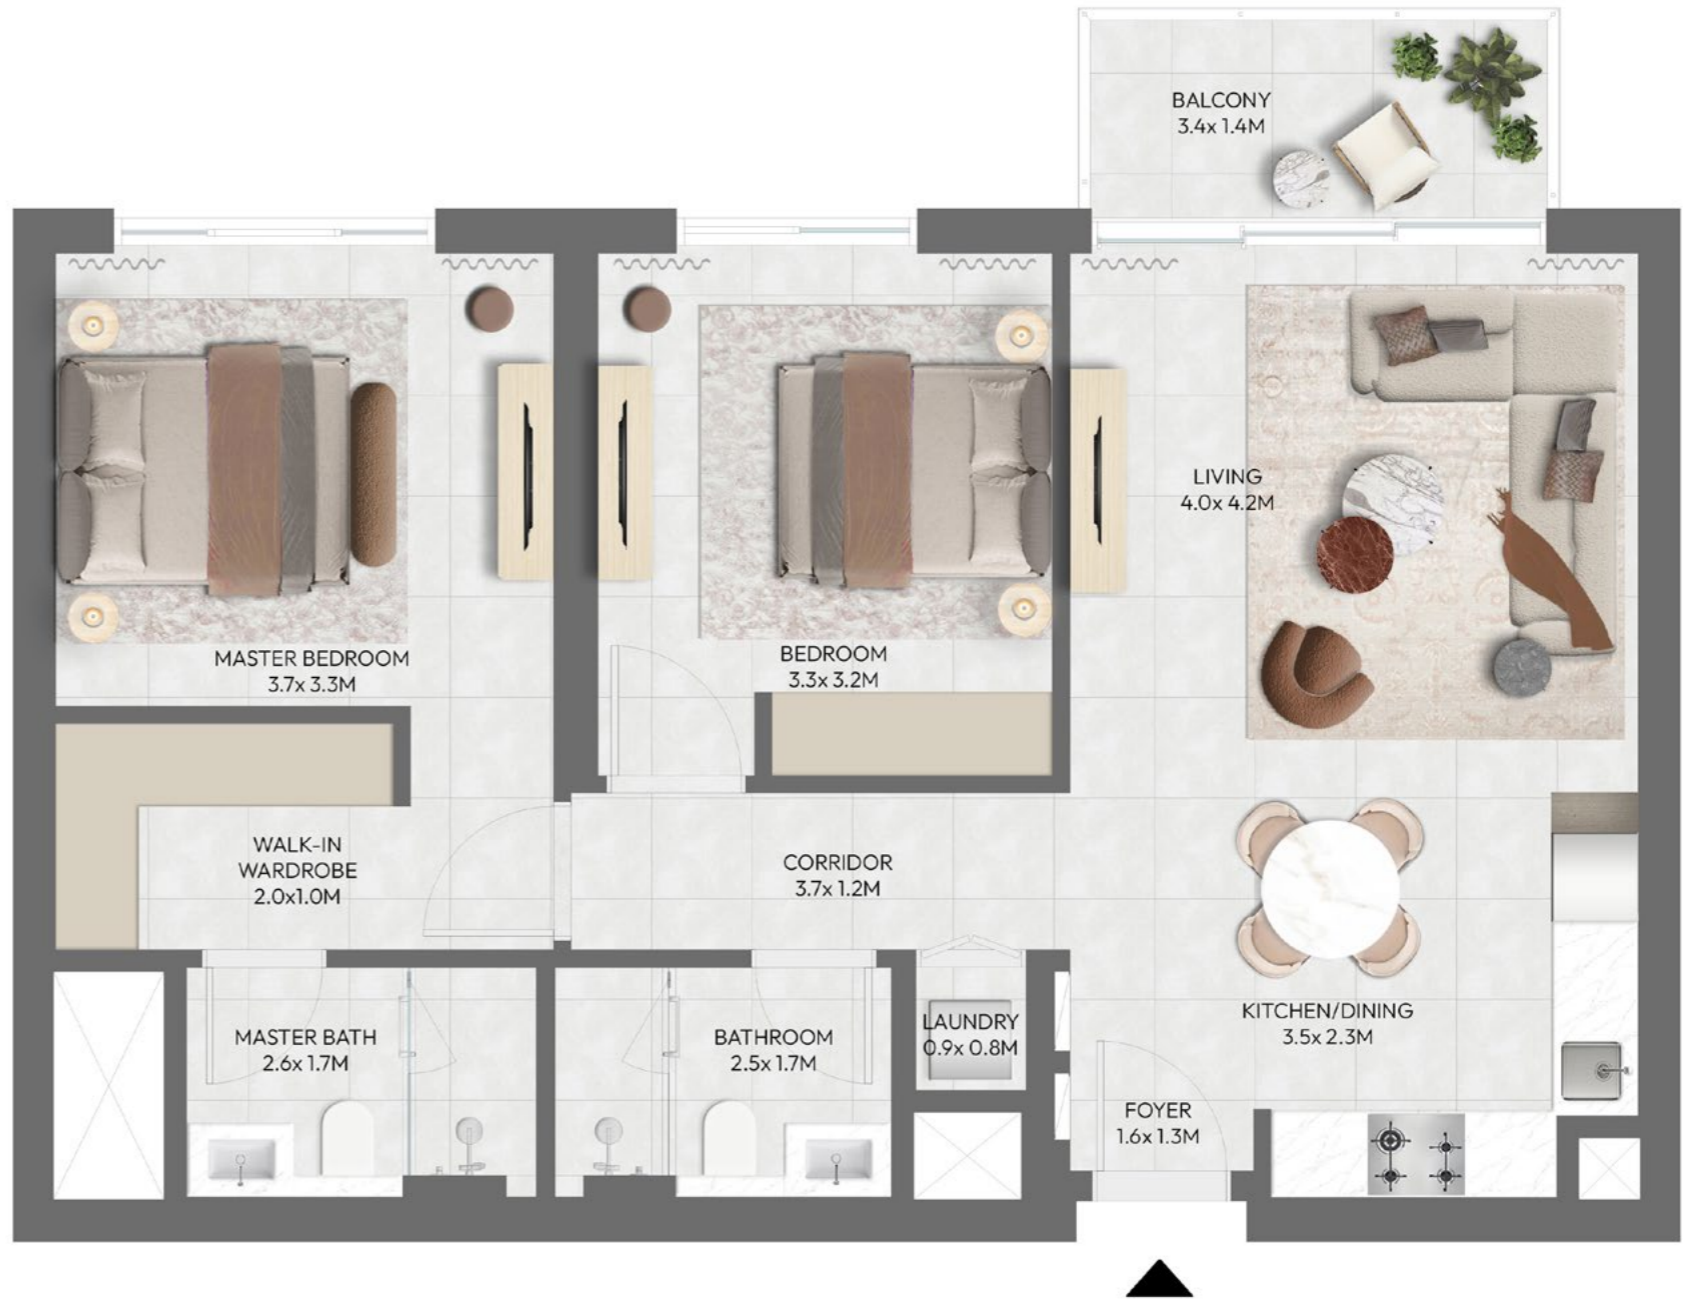 BALCONY
3.4x 1.4M
LIVING
4.0x 4.2M
MASTER BEDROOM
3.7x 3.3M
BEDROOM
3.3x 3.2M
WALK-IN
WARDROBE
2.0x1.0M
CORRIDOR
3.7x 1.2M
MASTER BATH
2.6x 1.7M
BATHROOM
2.5x 1.7M
LAUNDRY
0.9x 0.8M
KITCHEN/DINING
3.5x 2.3M
FOYER
1.6x 1.3M